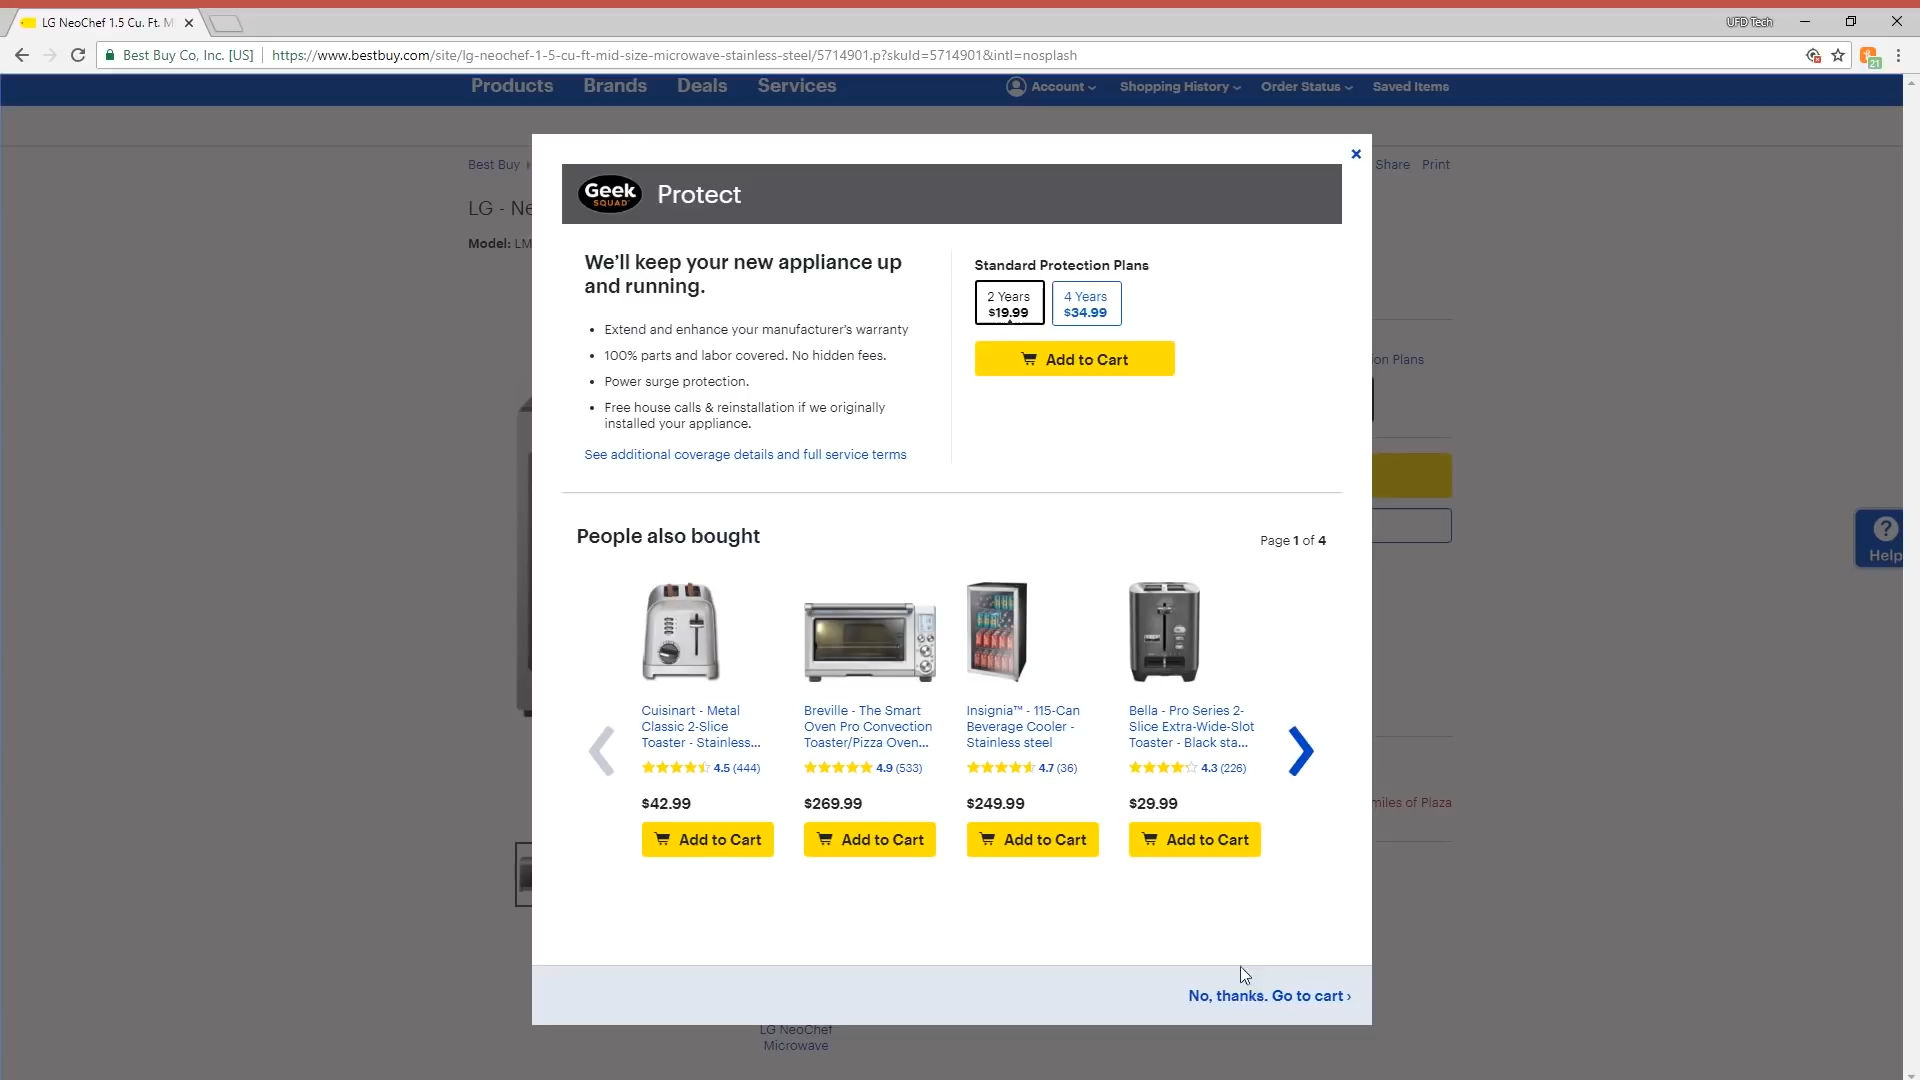 LG NeoChef 1.5 Cu. Ft. M
UFD Tech
Best Buy Co, Inc. [US]
https://www.bestbuy.com/site/lg-neochef-1-5-cu-ft-mid-size-microwave-stainless-steel/5714901.p?skuId=5714901&intl=nosplash
21
Products Brands Deals Services
Account Shopping History Order Status Saved Items
Best Buy
Share Print
LG - Ne
Model: LM
Geek
SQUAD
Protect
We'll keep your new appliance up
and running.
• Extend and enhance your manufacturer's warranty
• 100% parts and labor covered. No hidden fees.
• Power surge protection.
• Free house calls & reinstallation if we originally
installed your appliance.
See additional coverage details and full service terms
Standard Protection Plans
2 Years
$19.99
4 Years
$34.99
Add to Cart
on Plans
? Help
People also bought
Page 1 of 4
Cuisinart - Metal
Classic 2-Slice
Toaster - Stainless...
4.5 (444)
$42.99
Add to Cart
Breville - The Smart
Oven Pro Convection
Toaster/Pizza Oven...
4.9 (533)
$269.99
Add to Cart
Insignia™ - 115-Can
Beverage Cooler -
Stainless steel
4.7 (36)
$249.99
Add to Cart
Bella - Pro Series 2-
Slice Extra-Wide-Slot
Toaster - Black sta...
4.3 (226)
$29.99
Add to Cart
miles of Plaza
No, thanks. Go to cart ›
LG NeoChef
Microwave